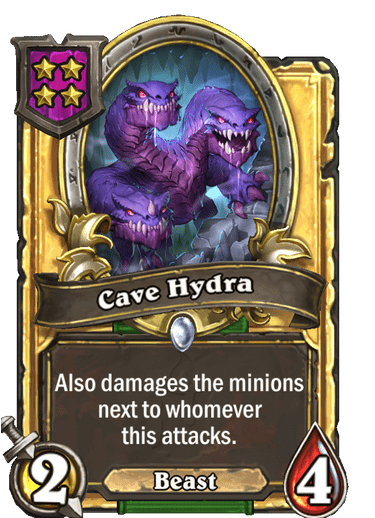 Cave Hydra
Also damages the minions
next to whomever
this attacks.
2
Beast
4